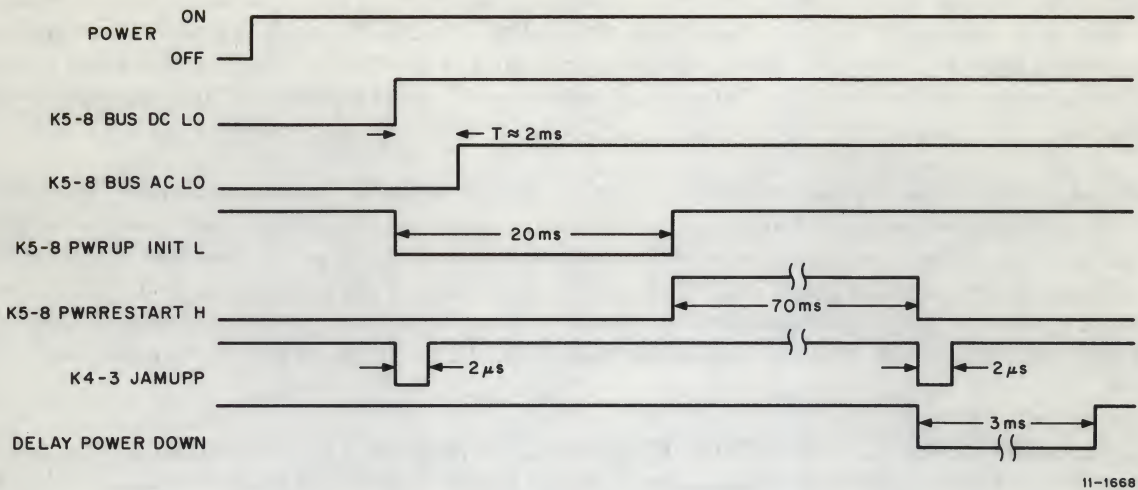 ON
POWER
OFF
K5-8 BUS DC LO
T ≈ 2ms
K5-8 BUS AC LO
K5-8 PWRUP INIT L
20ms
K5-8 PWRRESTART H
70ms
K4-3 JAMUPP
2µs
2µs
DELAY POWER DOWN
3ms
11-1668